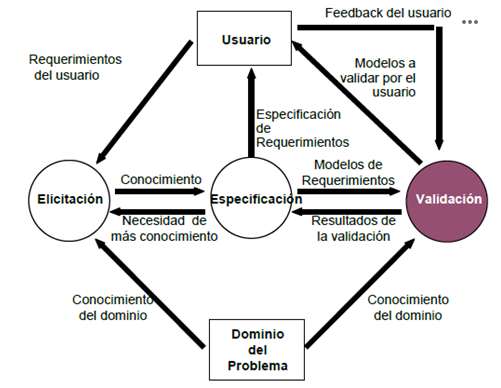 Feedback del usuario
Usuario
Requerimientos
del usuario
Modelos a
validar por el
usuario
Especificación
de
Requerimientos
Elicitación
Conocimiento
Especificación
Modelos de
Requerimientos
Validación
Necesidad de
más conocimiento
Resultados de
la validación
Conocimiento
del dominio
Conocimiento
del dominio
Dominio
del
Problema